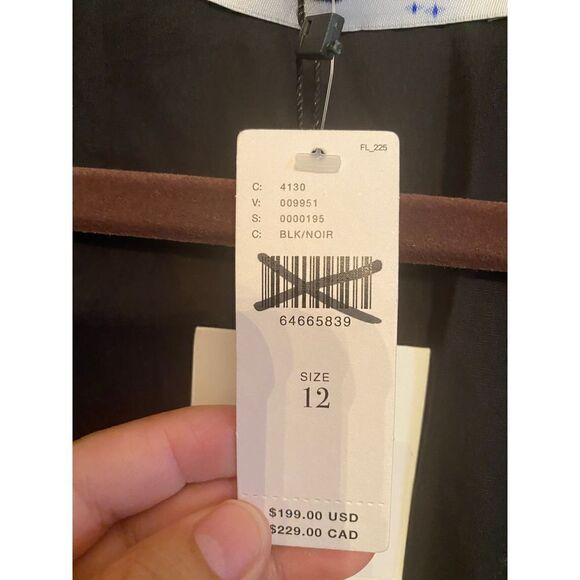 FL_225
C: 4130
V: 009951
S: 0000195
C: BLK/NOIR
64665839
SIZE
12
$199.00 USD
$229.00 CAD